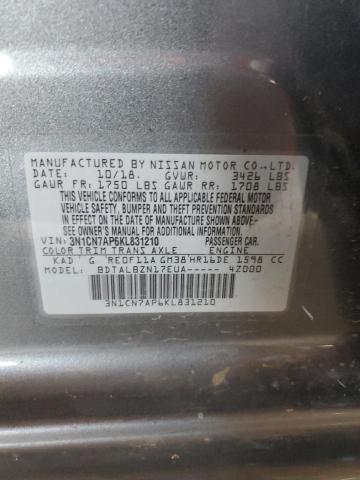 MANUFACTURED BY NISSAN MOTOR CO.,LTD.
DATE: 10/18. GVWR: 3426 LBS
GAWR FR: 1750 LBS GAWR RR: 1708 LBS
THIS VEHICLE CONFORMS TO ALL APPLICABLE FEDERAL MOTOR
VEHICLE SAFETY, BUMPER, AND THEFT PREVENTION STANDARDS
IN EFFECT ON THE DATE OF MANUFACTURE SHOWN ABOVE.
SEE OWNER'S MANUAL FOR ADDITIONAL INFORMATION.
VIN: 3N1CN7AP6KL831210 PASSENGER CAR.
COLOR TRIM TRANS AXLE ENGINE
KAD G RE0F11A GM38 HR16DE 1598 CC
MODEL: BDTALBZN17EUA----- 4Z000
3N1CN7AP6KL831210